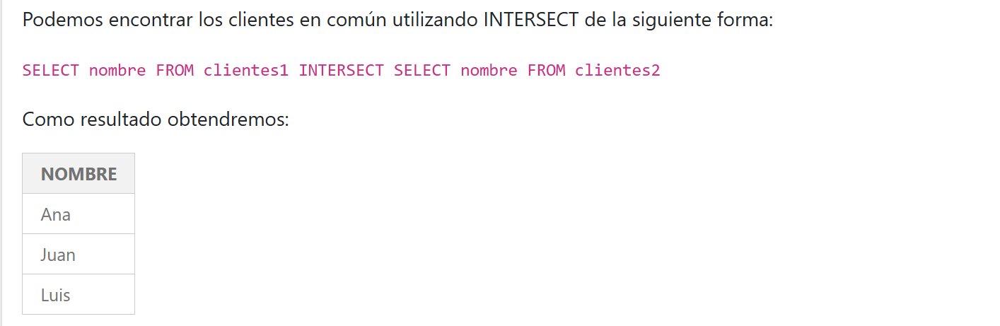 Podemos encontrar los clientes en común utilizando INTERSECT de la siguiente forma:
SELECT nombre FROM clientes1 INTERSECT SELECT nombre FROM clientes2
Como resultado obtendremos:
NOMBRE
Ana
Juan
Luis